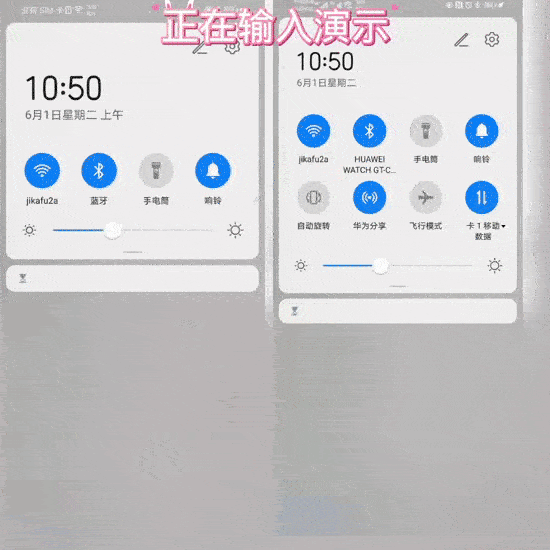 正在输入演示
10:50
6月1日星期二 上午
jikafu2a
蓝牙
手电筒
响铃
10:50
6月1日星期二
jikafu2a
HUAWEI
WATCH GT-C...
手电筒
响铃
自动旋转
华为分享
飞行模式
卡 1 移动
数据